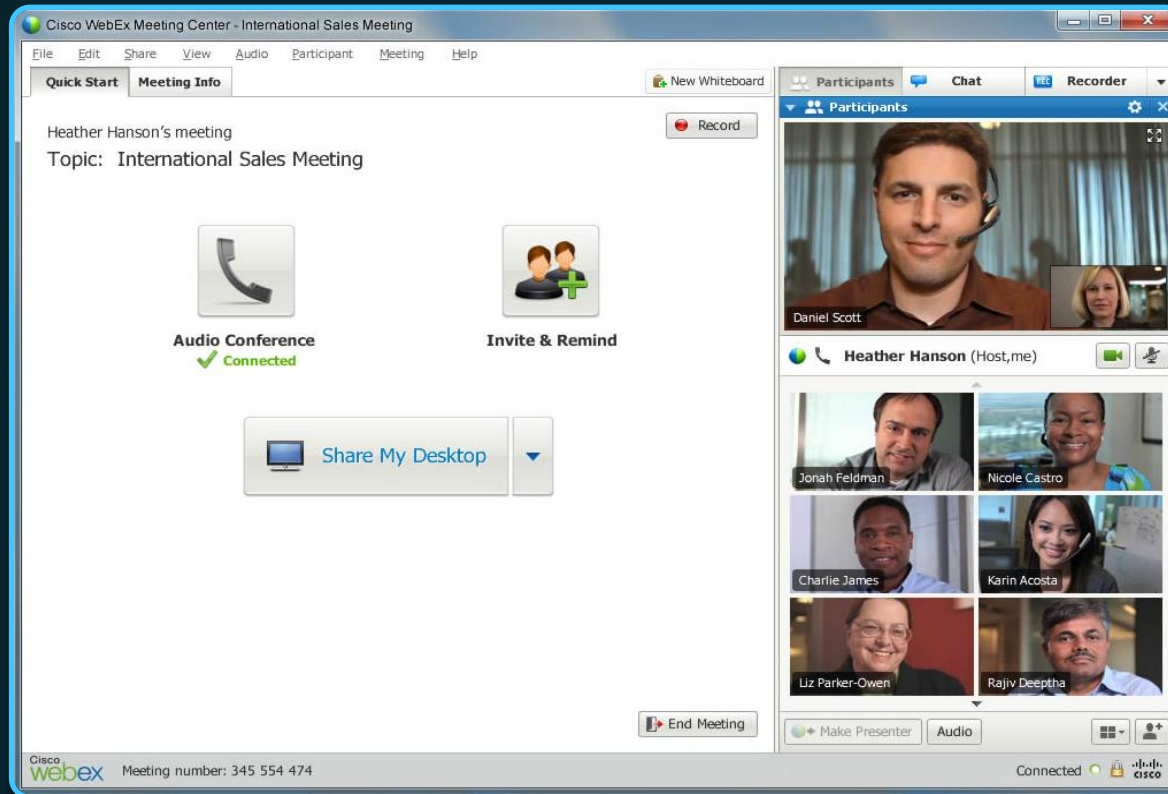 Cisco WebEx Meeting Center - International Sales Meeting
File Edit Share View Audio Participant Meeting Help
Quick Start Meeting Info New Whiteboard
Heather Hanson's meeting
Record
Topic: International Sales Meeting
Audio Conference
Connected
Invite & Remind
Share My Desktop
End Meeting
Participants Chat REC Recorder
Participants
Daniel Scott
Heather Hanson (Host,me)
Jonah Feldman Nicole Castro
Charlie James Karin Acosta
Liz Parker-Owen Rajiv Deeptha
Make Presenter Audio
Cisco
webex Meeting number: 345 554 474
Connected
CISCO